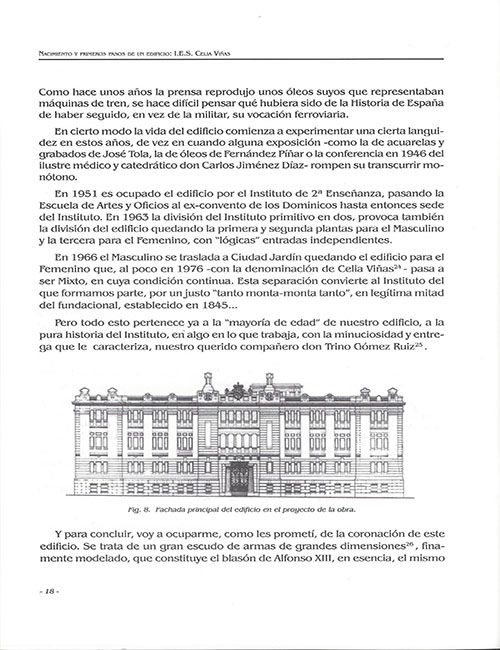 Nacimiento y primeros pasos de un edificio: I.E.S. Celia Viñas
Como hace unos años la prensa reprodujo unos óleos suyos que representaban
máquinas de tren, se hace difícil pensar qué hubiera sido de la Historia de España
de haber seguido, en vez de la militar, su vocación ferroviaria.
En cierto modo la vida del edificio comienza a experimentar una cierta langui-
dez en estos años, de vez en cuando alguna exposición -como la de acuarelas y
grabados de José Tola, la de óleos de Fernández Píñar o la conferencia en 1946 del
ilustre médico y catedrático don Carlos Jiménez Díaz- rompen su transcurrir mo-
nótono.
En 1951 es ocupado el edificio por el Instituto de 2ª Enseñanza, pasando la
Escuela de Artes y Oficios al ex-convento de los Dominicos hasta entonces sede
del Instituto. En 1963 la división del Instituto primitivo en dos, provoca también
la división del edificio quedando la primera y segunda plantas para el Masculino
y la tercera para el Femenino, con "lógicas" entradas independientes.
En 1966 el Masculino se traslada a Ciudad Jardín quedando el edificio para el
Femenino que, al poco en 1976 -con la denominación de Celia Viñas²⁴- pasa a
ser Mixto, en cuya condición continua. Esta separación convierte al Instituto del
que formamos parte, por un justo "tanto monta-monta tanto", en legítima mitad
del fundacional, establecido en 1845...
Pero todo esto pertenece ya a la "mayoría de edad" de nuestro edificio, a la
pura historia del Instituto, en algo en lo que trabaja, con la minuciosidad y entre-
ga que le caracteriza, nuestro querido compañero don Trino Gómez Ruiz²⁵.
Fig. 8. Fachada principal del edificio en el proyecto de la obra.
Y para concluir, voy a ocuparme, como les prometí, de la coronación de este
edificio. Se trata de un gran escudo de armas de grandes dimensiones²⁶, fina-
mente modelado, que constituye el blasón de Alfonso XIII, en esencia, el mismo
- 18 -